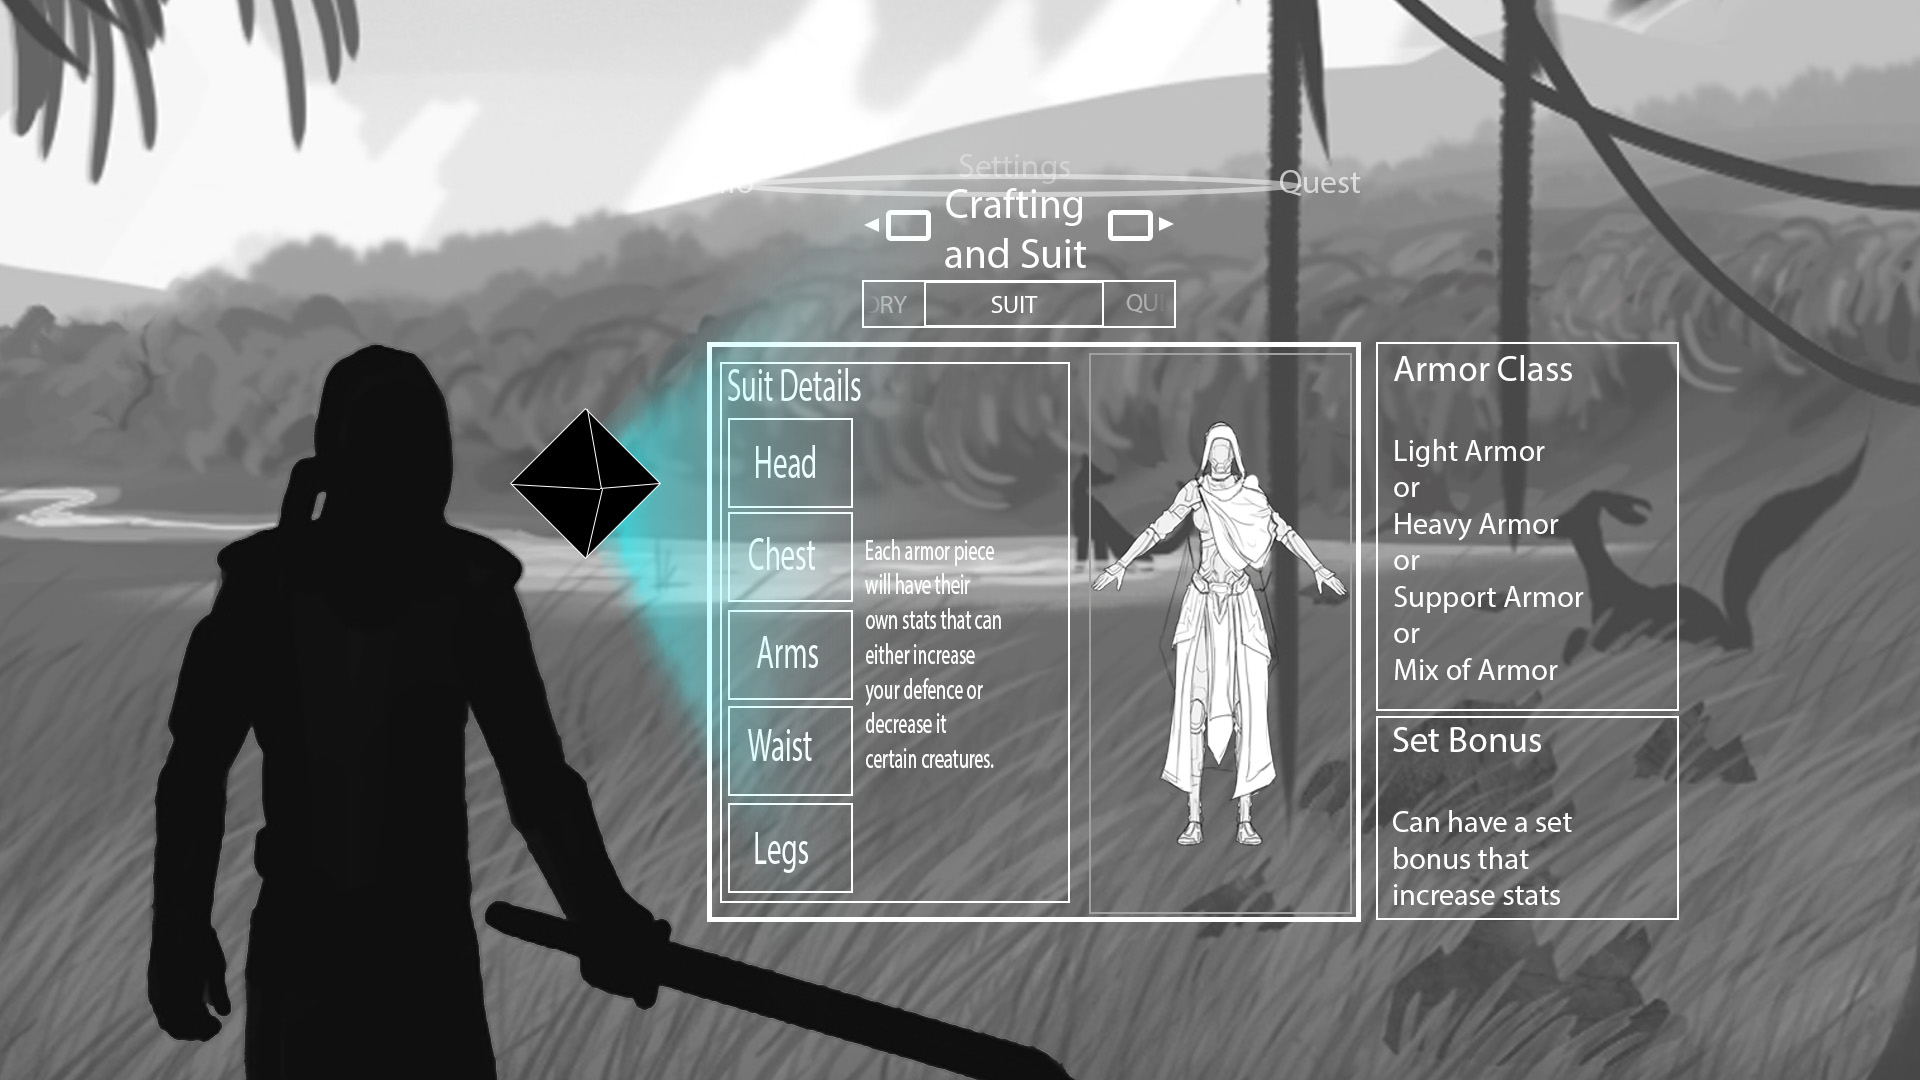 Settings
Quest
Crafting
and Suit
SUIT
Suit Details
Head
Chest
Arms
Waist
Legs
Each armor piece
will have their
own stats that can
either increase
your defence or
decrease it
certain creatures.
Armor Class
Light Armor
or
Heavy Armor
or
Support Armor
or
Mix of Armor
Set Bonus
Can have a set
bonus that
increase stats